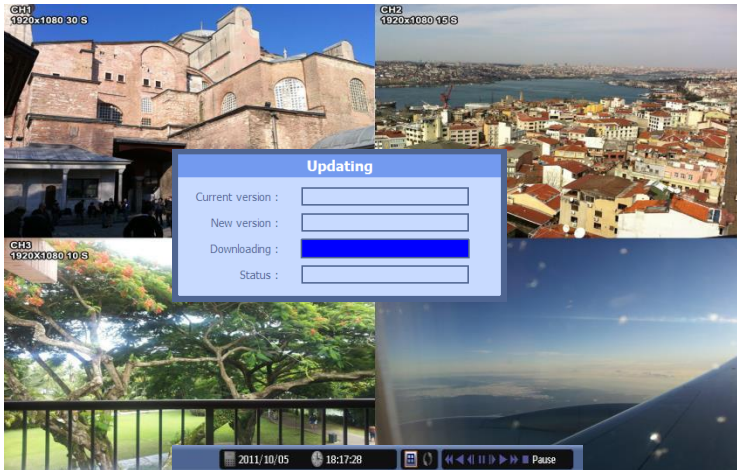 CH1
1920x1080 30 S
CH2
1920x1080 15 S
Updating
Current version :
New version :
Downloading :
Status :
CH3
1920X1080 10 S
2011/10/05 18:17:28 Pause